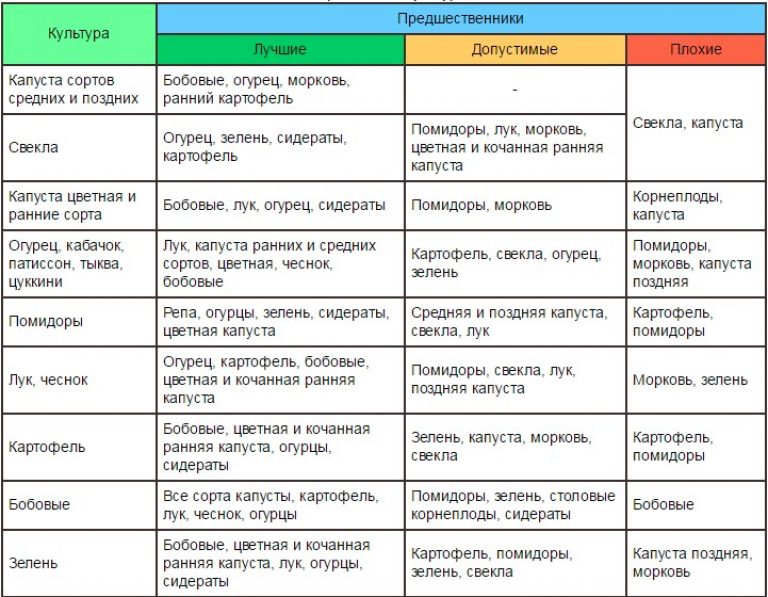 Культура
Предшественники
Лучшие
Допустимые
Плохие
Капуста сортов
средних и поздних
Бобовые, огурец, морковь,
ранний картофель
-
Свекла, капуста
Свекла
Огурец, зелень, сидераты,
картофель
Помидоры, лук, морковь,
цветная и кочанная ранняя
капуста
Капуста цветная и
ранние сорта
Бобовые, лук, огурец, сидераты
Помидоры, морковь
Корнеплоды,
капуста
Огурец, кабачок,
патиссон, тыква,
цуккини
Лук, капуста ранних и средних
сортов, цветная, чеснок,
бобовые
Картофель, свекла, огурец,
зелень
Помидоры,
морковь, капуста
поздняя
Помидоры
Репа, огурцы, зелень, сидераты,
цветная капуста
Средняя и поздняя капуста,
свекла, лук
Картофель,
помидоры
Лук, чеснок
Огурец, картофель, бобовые,
цветная и кочанная ранняя
капуста
Помидоры, свекла, лук,
поздняя капуста
Морковь, зелень
Картофель
Бобовые, цветная и кочанная
ранняя капуста, огурцы,
сидераты
Зелень, капуста, морковь,
свекла
Картофель,
помидоры
Бобовые
Все сорта капусты, картофель,
лук, чеснок, огурцы
Помидоры, зелень, столовые
корнеплоды, сидераты
Бобовые
Зелень
Бобовые, цветная и кочанная
ранняя капуста, лук, огурцы,
сидераты
Картофель, помидоры,
зелень, свекла
Капуста поздняя,
морковь